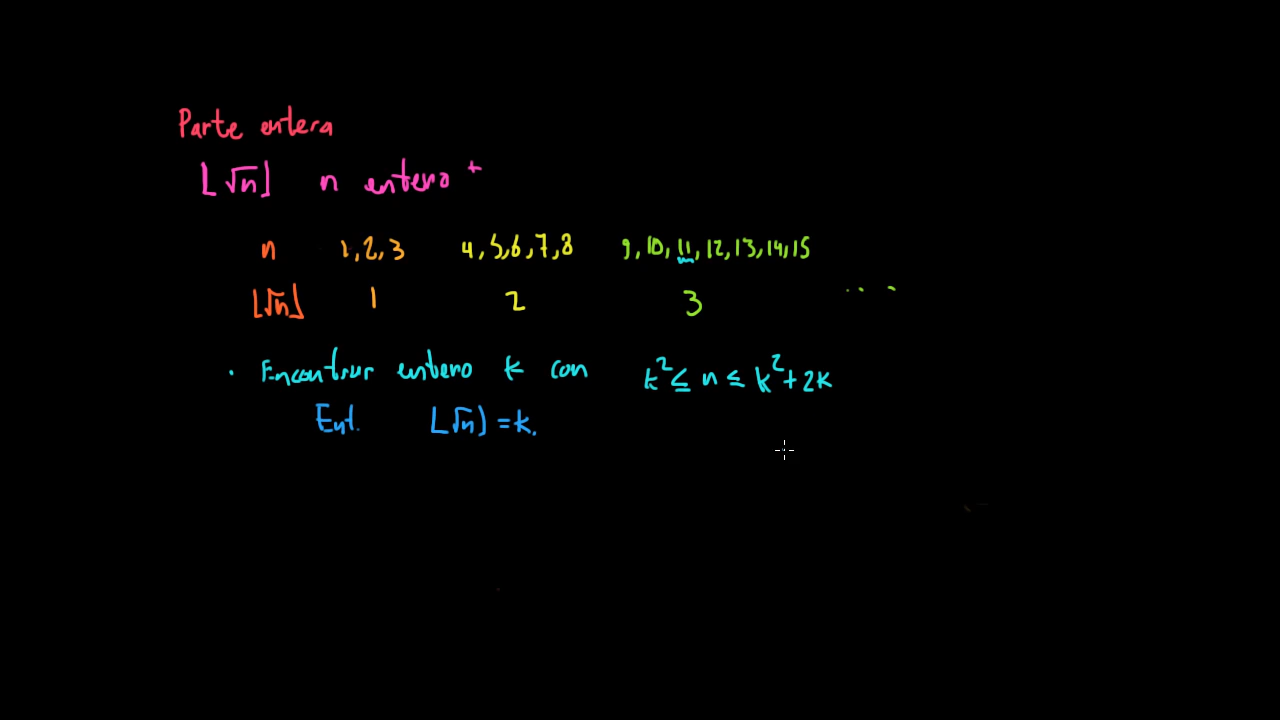 Parte entera
⌊√n⌋ n entero +
n 1, 2, 3 4, 5, 6, 7, 8 9, 10, 11, 12, 13, 14, 15
⌊√n⌋ 1 2 3 ....
· Encontrar entero k con k² ≤ n ≤ k² + 2k
Ent. ⌊√n⌋ = k.